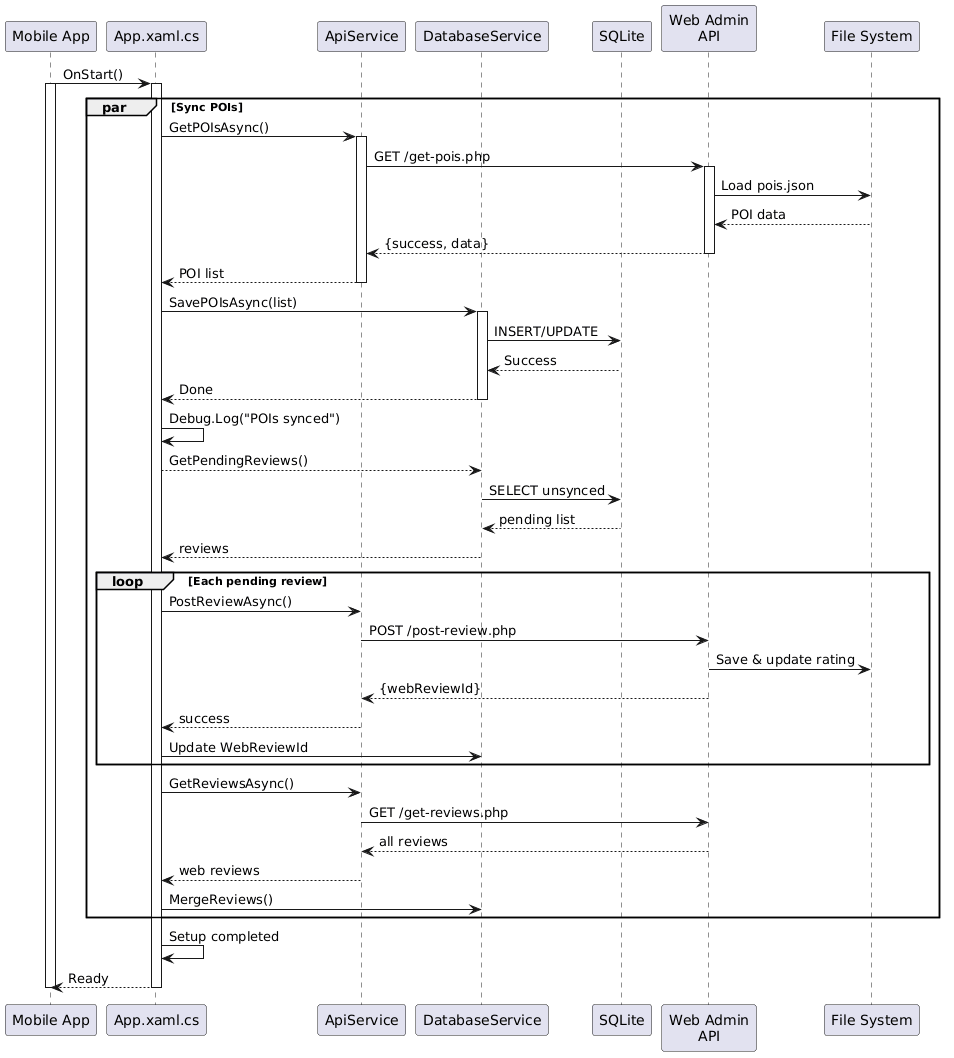 Mobile App
App.xaml.cs
ApiService
DatabaseService
SQLite
Web Admin
API
File System
OnStart()
par
[Sync POIs]
GetPOIsAsync()
GET /get-pois.php
Load pois.json
POI data
{success, data}
POI list
SavePOIsAsync(list)
INSERT/UPDATE
Success
Done
Debug.Log("POIs synced")
GetPendingReviews()
SELECT unsynced
pending list
reviews
loop
[Each pending review]
PostReviewAsync()
POST /post-review.php
Save & update rating
{webReviewId}
success
Update WebReviewId
GetReviewsAsync()
GET /get-reviews.php
all reviews
web reviews
MergeReviews()
Setup completed
Ready
Mobile App
App.xaml.cs
ApiService
DatabaseService
SQLite
Web Admin
API
File System